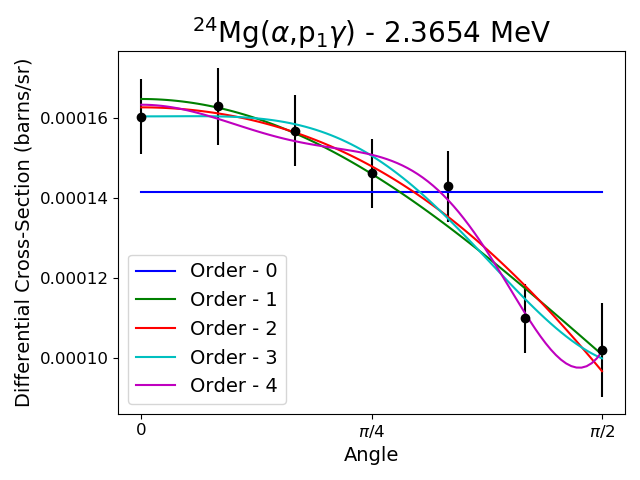 ²⁴Mg(α,p₁γ) - 2.3654 MeV
Differential Cross-Section (barns/sr)
0.00016
0.00014
0.00012
0.00010
Order - 0
Order - 1
Order - 2
Order - 3
Order - 4
0
π/4
π/2
Angle